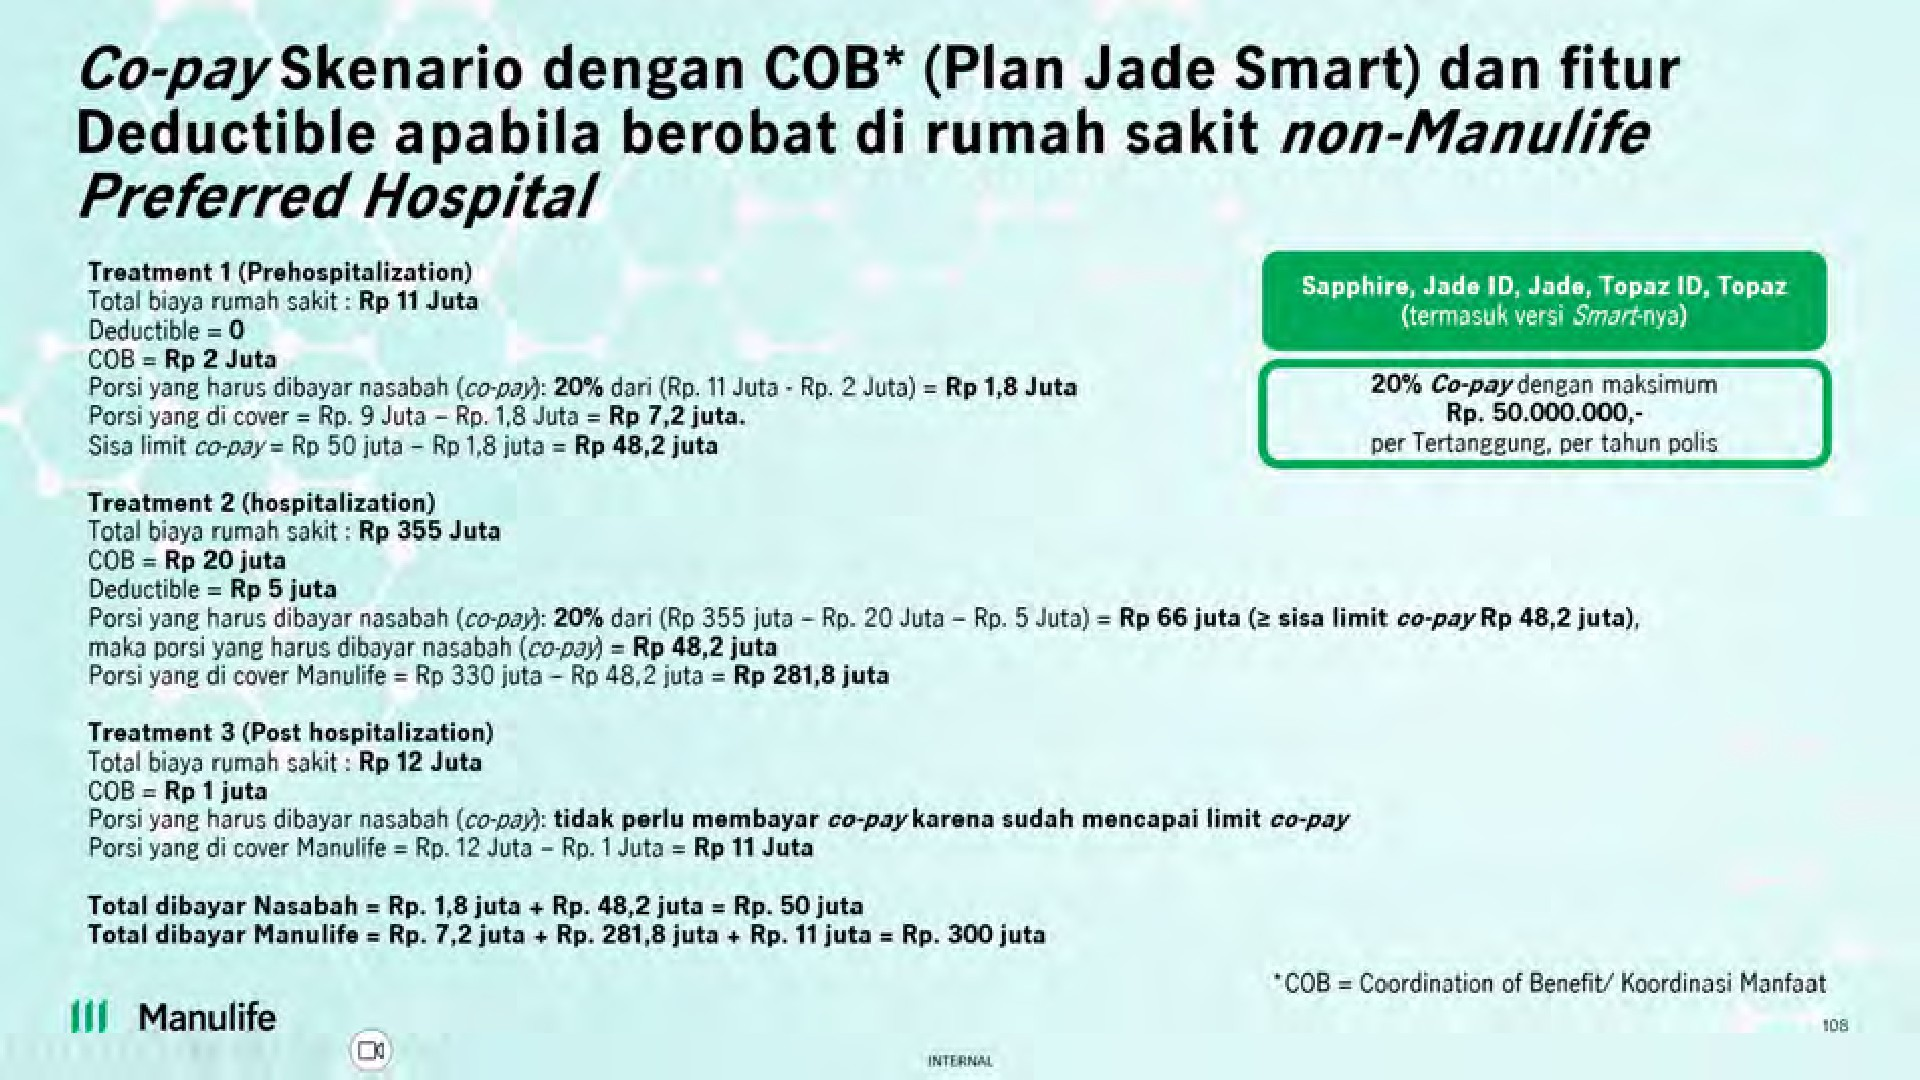 Co-pay Skenario dengan COB* (Plan Jade Smart) dan fitur
Deductible apabila berobat di rumah sakit non-Manulife
Preferred Hospital
Treatment 1 (Prehospitalization)
Total biaya rumah sakit : Rp 11 Juta
Deductible = 0
COB = Rp 2 Juta
Porsi yang harus dibayar nasabah (co-pay): 20% dari (Rp. 11 Juta - Rp. 2 Juta) = Rp 1,8 Juta
Porsi yang di cover = Rp. 9 Juta – Rp. 1,8 Juta = Rp 7,2 juta.
Sisa limit co-pay = Rp 50 juta – Rp 1,8 juta = Rp 48,2 juta
Sapphire, Jade ID, Jade, Topaz ID, Topaz
(termasuk versi Smart-nya)
20% Co-pay dengan maksimum
Rp. 50.000.000,-
per Tertanggung, per tahun polis
Treatment 2 (hospitalization)
Total biaya rumah sakit : Rp 355 Juta
COB = Rp 20 juta
Deductible = Rp 5 juta
Porsi yang harus dibayar nasabah (co-pay): 20% dari (Rp 355 juta – Rp. 20 Juta – Rp. 5 Juta) = Rp 66 juta (≥ sisa limit co-pay Rp 48,2 juta),
maka porsi yang harus dibayar nasabah (co-pay) = Rp 48,2 juta
Porsi yang di cover Manulife = Rp 330 juta – Rp 48,2 juta = Rp 281,8 juta
Treatment 3 (Post hospitalization)
Total biaya rumah sakit : Rp 12 Juta
COB = Rp 1 juta
Porsi yang harus dibayar nasabah (co-pay): tidak perlu membayar co-pay karena sudah mencapai limit co-pay
Porsi yang di cover Manulife = Rp. 12 Juta – Rp. 1 Juta = Rp 11 Juta
Total dibayar Nasabah = Rp. 1,8 juta + Rp. 48,2 juta = Rp. 50 juta
Total dibayar Manulife = Rp. 7,2 juta + Rp. 281,8 juta + Rp. 11 juta = Rp. 300 juta
*COB = Coordination of Benefit/ Koordinasi Manfaat
Manulife
108
INTERNAL